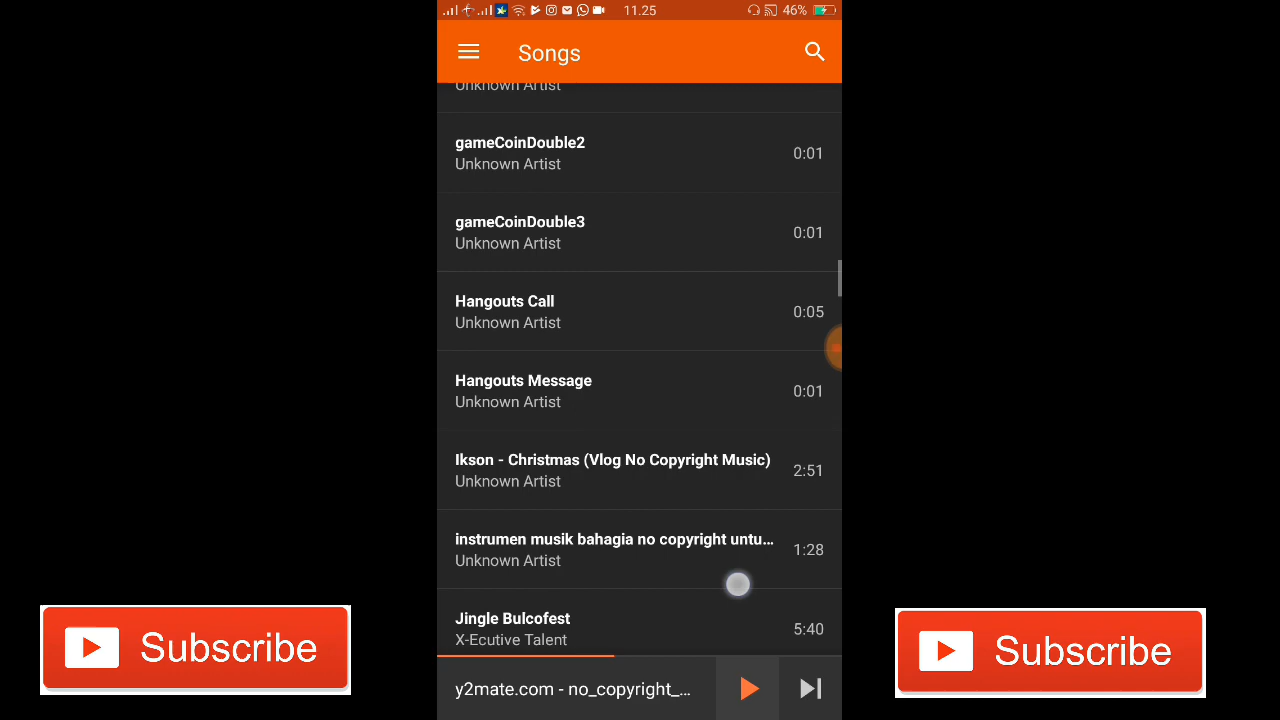 11.25
46%
Songs
Unknown Artist
gameCoinDouble2
Unknown Artist
0:01
gameCoinDouble3
Unknown Artist
0:01
Hangouts Call
Unknown Artist
0:05
Hangouts Message
Unknown Artist
0:01
Ikson - Christmas (Vlog No Copyright Music)
Unknown Artist
2:51
instrumen musik bahagia no copyright untu...
Unknown Artist
1:28
Jingle Bulcofest
X-Ecutive Talent
5:40
y2mate.com - no_copyright_...
Subscribe
Subscribe